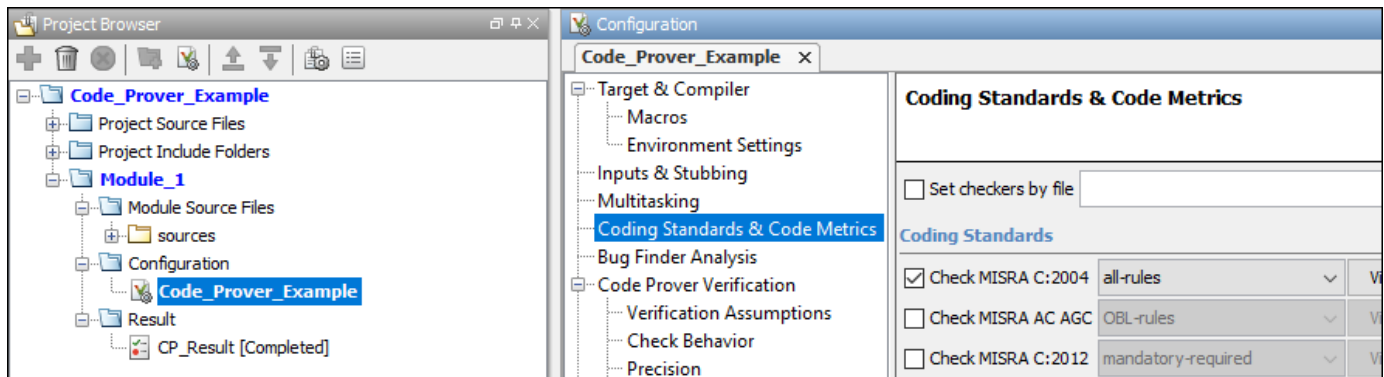 Project Browser
Code_Prover_Example
Project Source Files
Project Include Folders
Module_1
Module Source Files
sources
Configuration
Code_Prover_Example
Result
CP_Result [Completed]
Configuration
Code_Prover_Example X
Target & Compiler
Macros
Environment Settings
Inputs & Stubbing
Multitasking
Coding Standards & Code Metrics
Bug Finder Analysis
Code Prover Verification
Verification Assumptions
Check Behavior
Precision
Coding Standards & Code Metrics
Set checkers by file
Coding Standards
Check MISRA C:2004 all-rules Vi
Check MISRA AC AGC OBL-rules Vi
Check MISRA C:2012 mandatory-required Vi